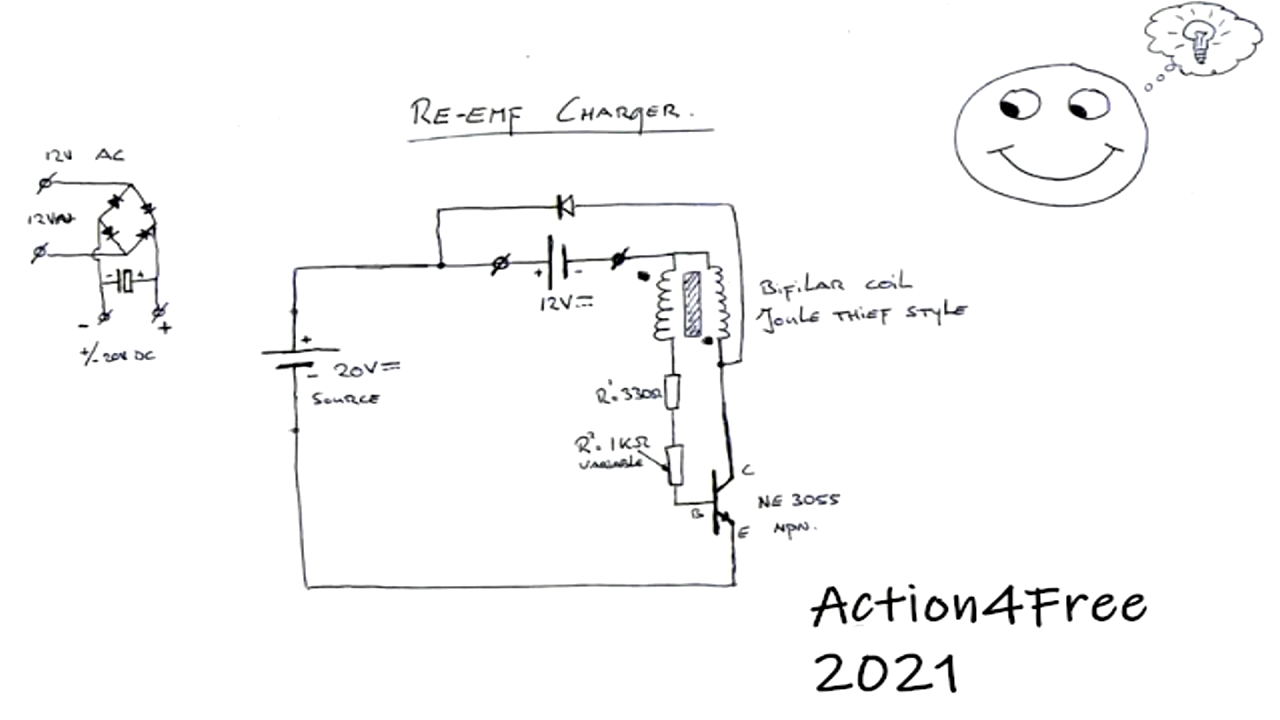 RE-EMF CHARGER.
12V AC
12VAC
- +
- +
+/- 20V DC
+ -
12V=
+
- 20V=
SOURCE
BiFiLAR COIL
JOULE THIEF STYLE
R¹: 330Ω
R²: 1KΩ
VARIABLE
C
B
E
NE 3055
NPN.
Action4Free
2021